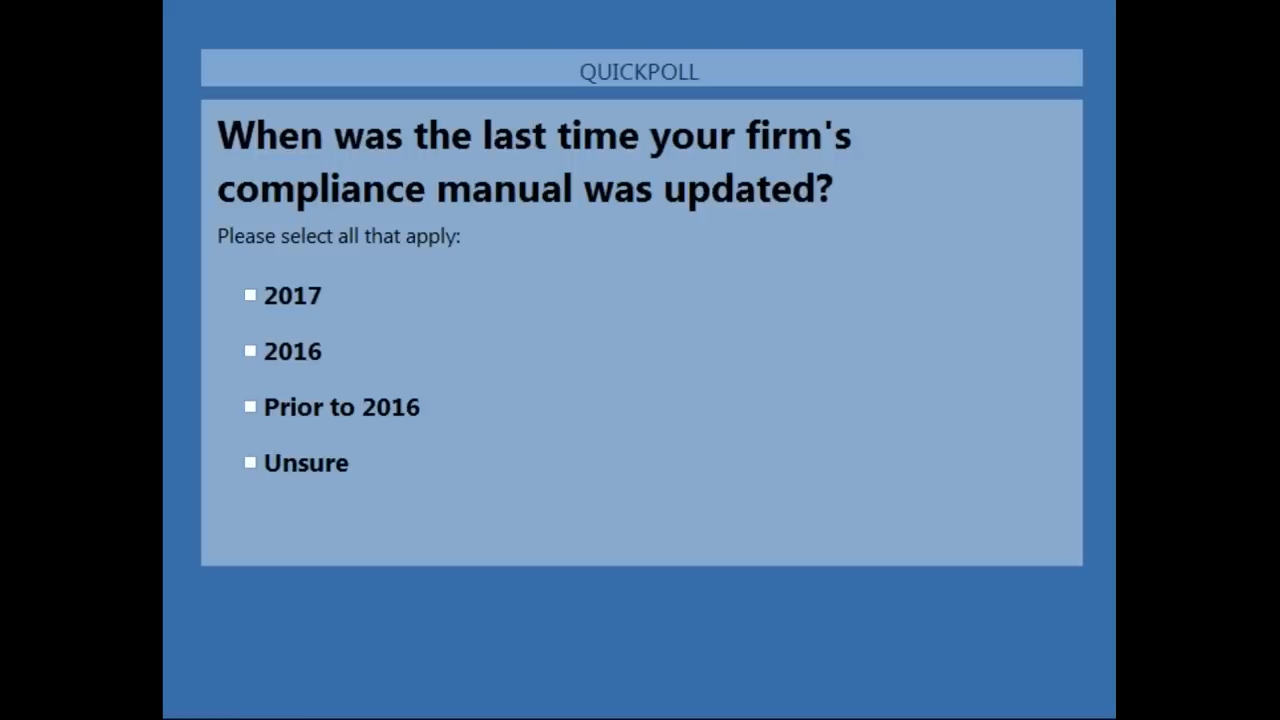 QUICKPOLL
When was the last time your firm's
compliance manual was updated?
Please select all that apply:
2017
2016
Prior to 2016
Unsure